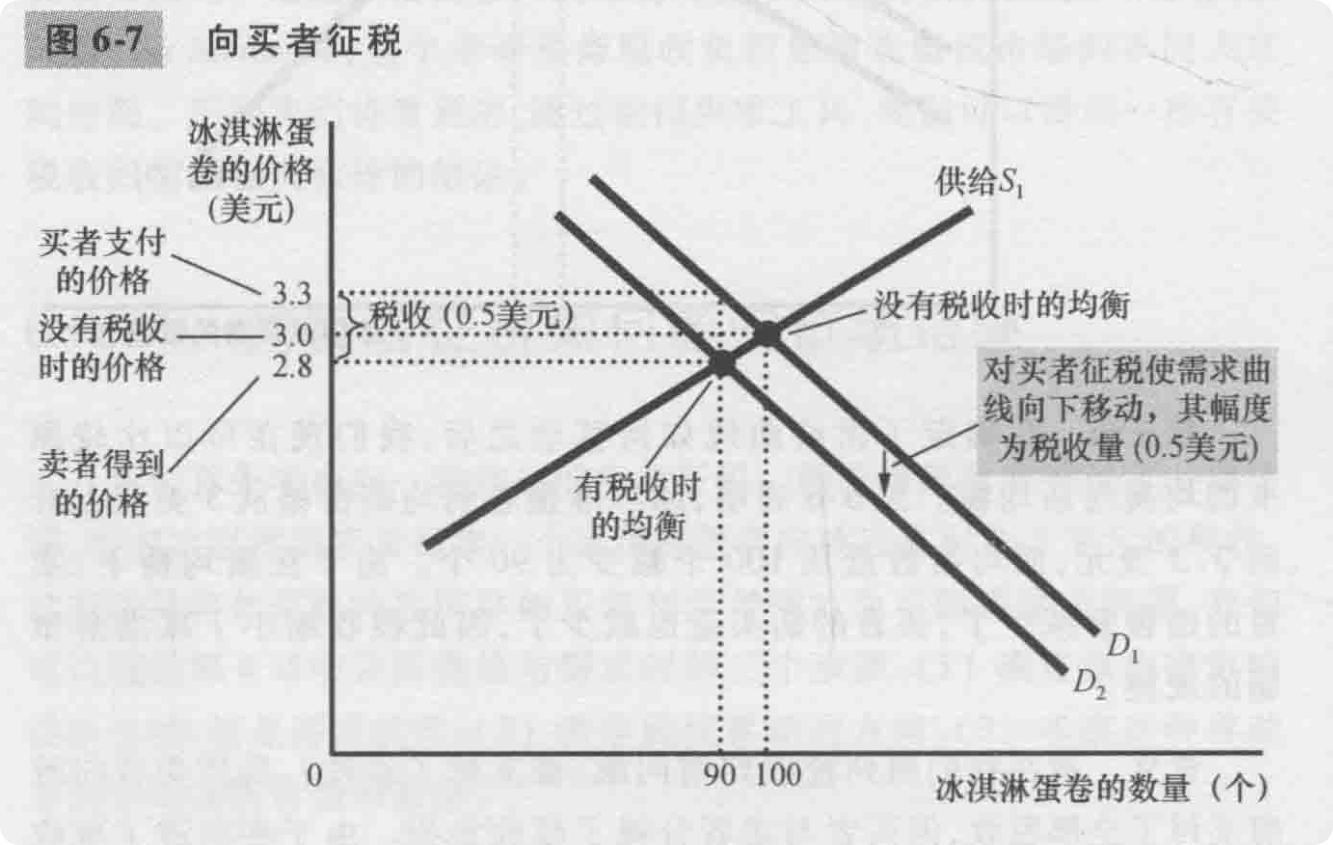 图 6-7 向买者征税
冰淇淋蛋
卷的价格
(美元)
买者支付
的价格
3.3
没有税收
时的价格
3.0
2.8
卖者得到
的价格
税收 (0.5美元)
供给S₁
没有税收时的均衡
对买者征税使需求曲
线向下移动，其幅度
为税收量 (0.5美元)
有税收时
的均衡
D₁
D₂
0
90
100
冰淇淋蛋卷的数量（个）